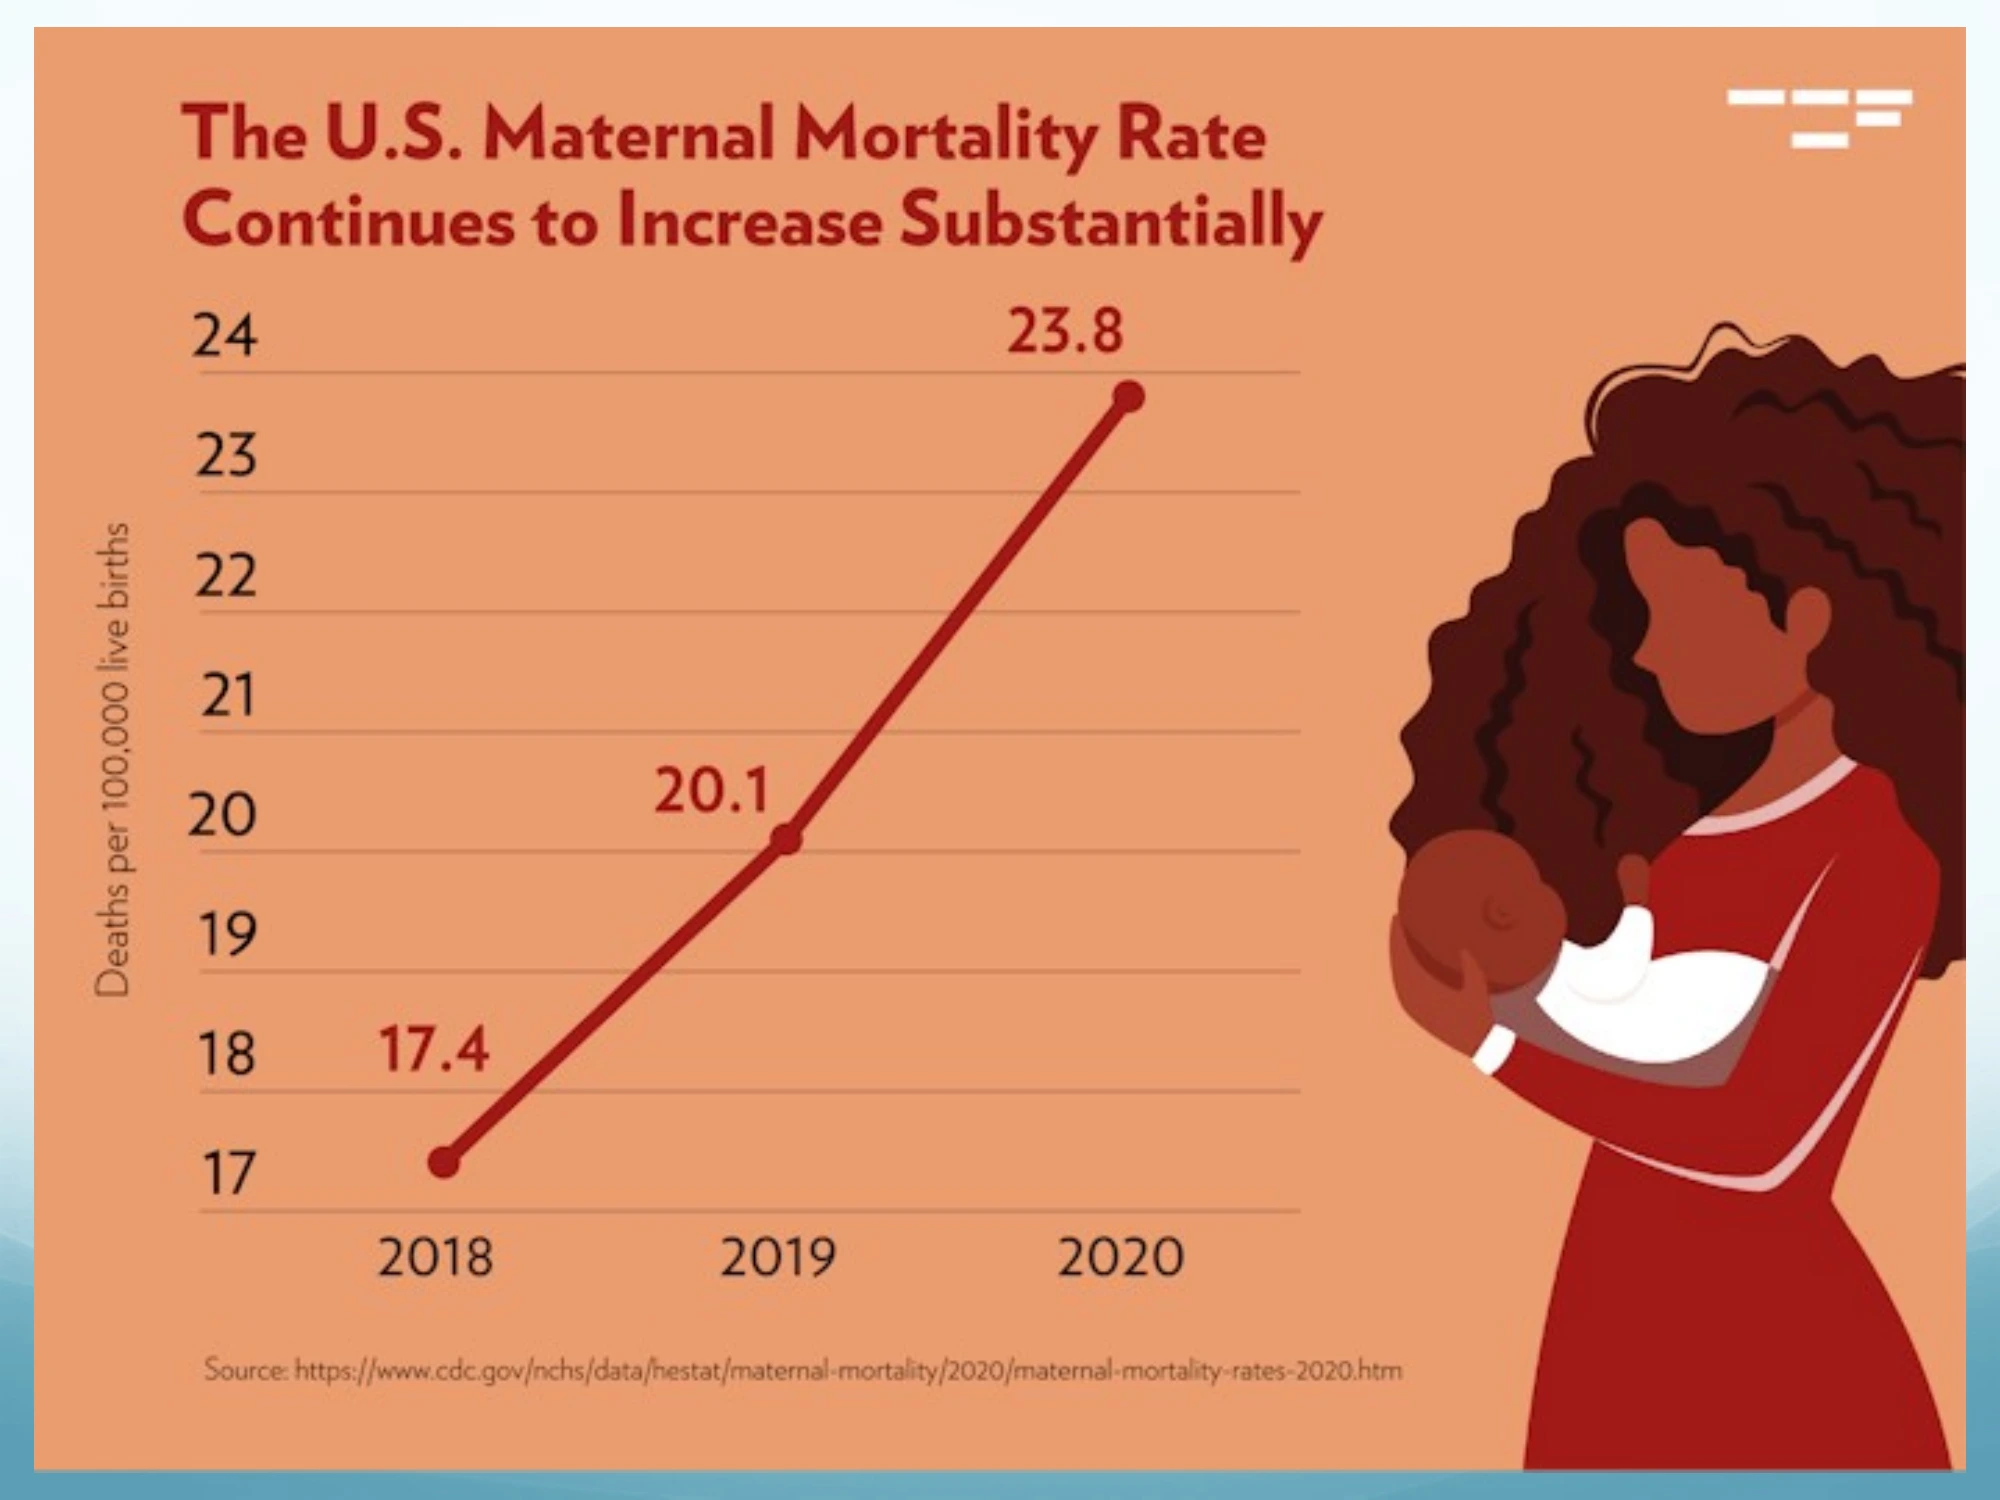 The U.S. Maternal Mortality Rate
Continues to Increase Substantially
24
23.8
23
22
21
20.1
20
19
18
17.4
17
2018 2019 2020
Deaths per 100,000 live births
Source: https://www.cdc.gov/nchs/data/hestat/maternal-mortality/2020/maternal-mortality-rates-2020.htm